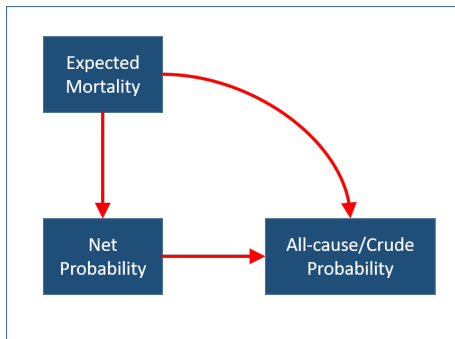 Expected
Mortality
Net
Probability
All-cause/Crude
Probability